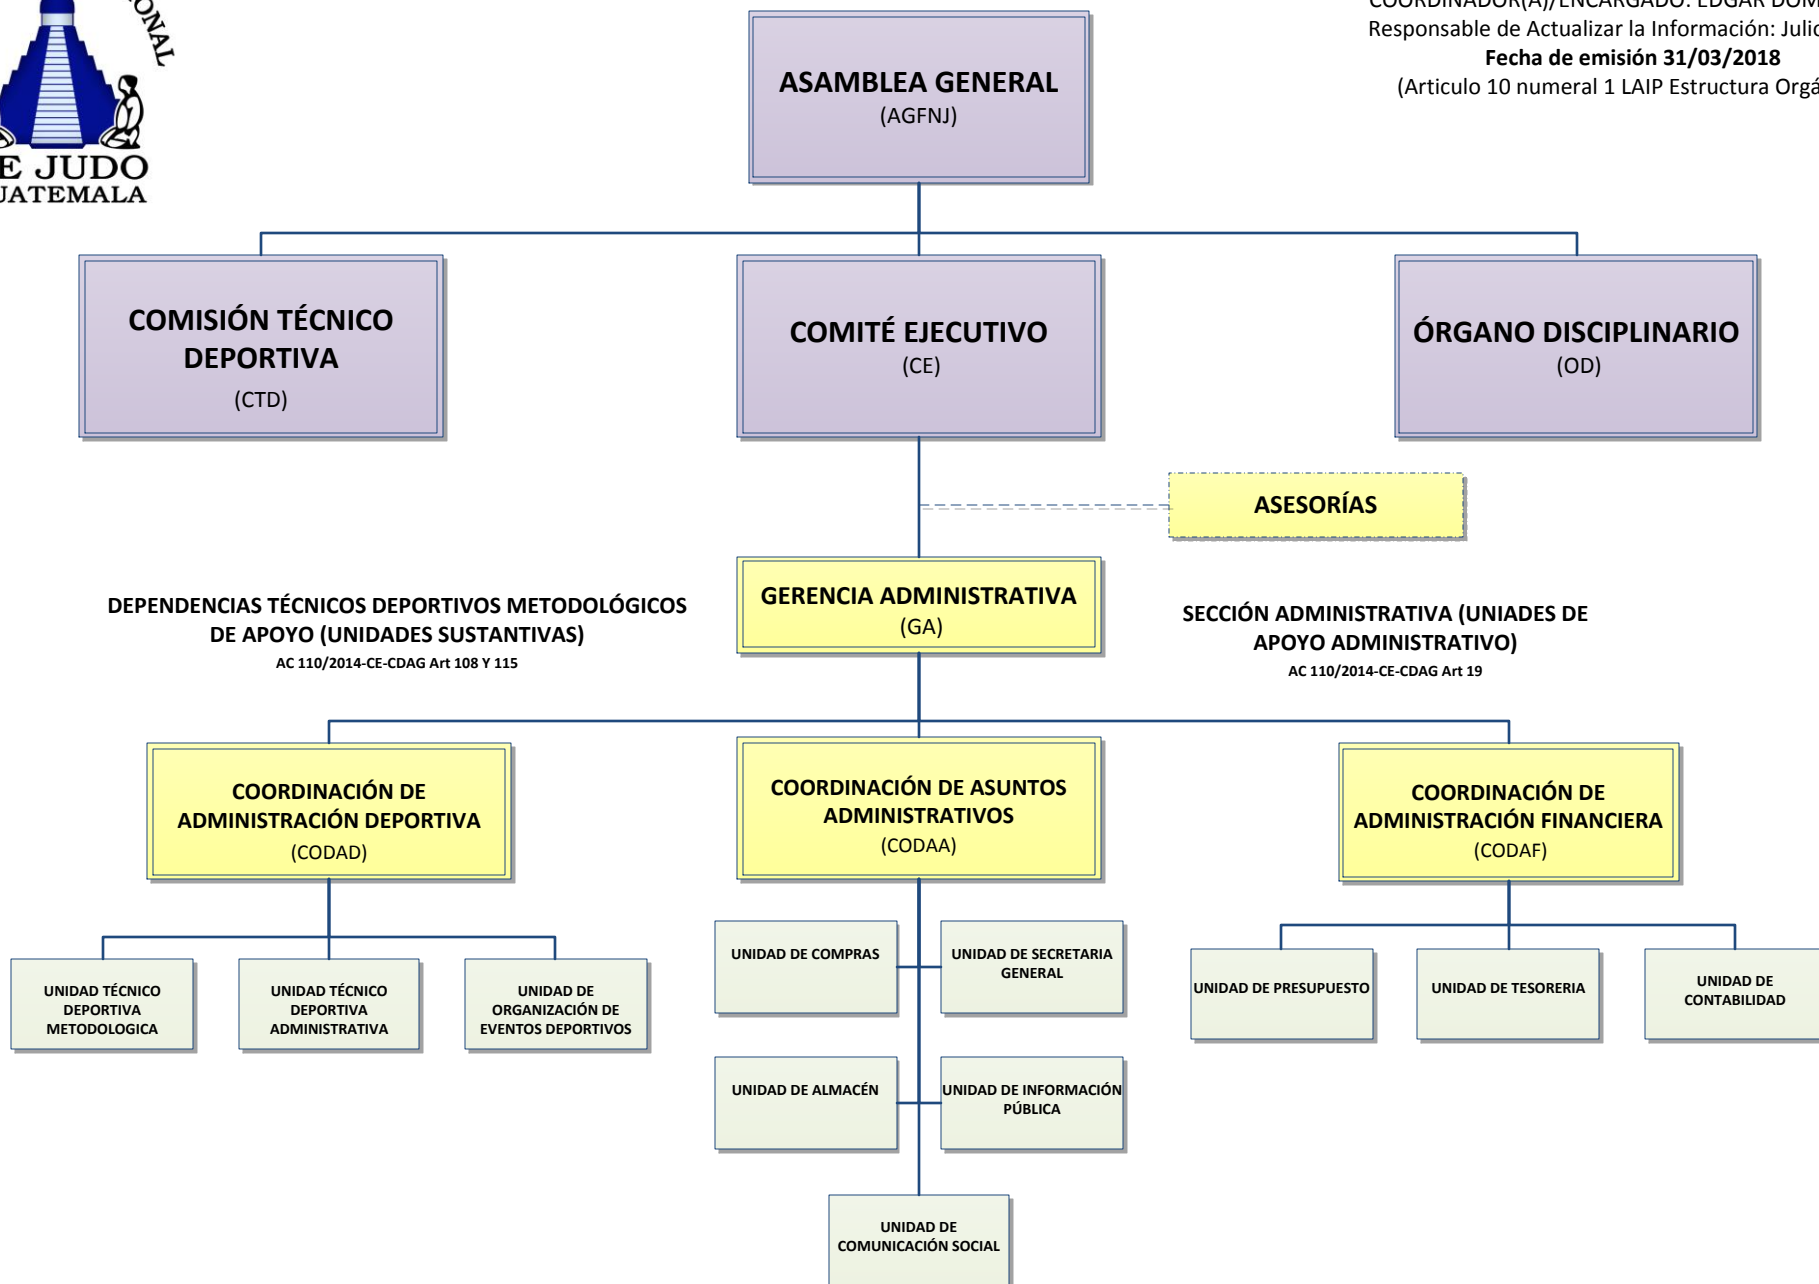 ONAL
E JUDO
UATEMALA
COORDINADOR(A)/ENCARGADO: EDGAR
Responsable de Actualizar la Información:
Fecha de emisión 31/03/2018
(Articulo 10 numeral 1 LAIP Estructura
ASAMBLEA GENERAL
(AGFNJ)
COMISIÓN TÉCNICO
DEPORTIVA
(CTD)
COMITÉ EJECUTIVO
(CE)
ÓRGANO DISCIPLINARIO
(OD)
ASESORÍAS
GERENCIA ADMINISTRATIVA
(GA)
DEPENDENCIAS TÉCNICOS DEPORTIVOS METODOLÓGICOS
DE APOYO (UNIDADES SUSTANTIVAS)
AC 110/2014-CE-CDAG Art 108 Y 115
SECCIÓN ADMINISTRATIVA (UNIADES DE
APOYO ADMINISTRATIVO)
AC 110/2014-CE-CDAG Art 19
COORDINACIÓN DE
ADMINISTRACIÓN DEPORTIVA
(CODAD)
COORDINACIÓN DE ASUNTOS
ADMINISTRATIVOS
(CODAA)
COORDINACIÓN DE
ADMINISTRACIÓN FINANCIERA
(CODAF)
UNIDAD TÉCNICO
DEPORTIVA
METODOLOGICA
UNIDAD TÉCNICO
DEPORTIVA
ADMINISTRATIVA
UNIDAD DE
ORGANIZACIÓN DE
EVENTOS DEPORTIVOS
UNIDAD DE COMPRAS
UNIDAD DE SECRETARIA
GENERAL
UNIDAD DE ALMACÉN
UNIDAD DE INFORMACIÓN
PÚBLICA
UNIDAD DE
COMUNICACIÓN SOCIAL
UNIDAD DE PRESUPUESTO
UNIDAD DE TESORERIA
UNIDAD DE
CONTABILIDAD